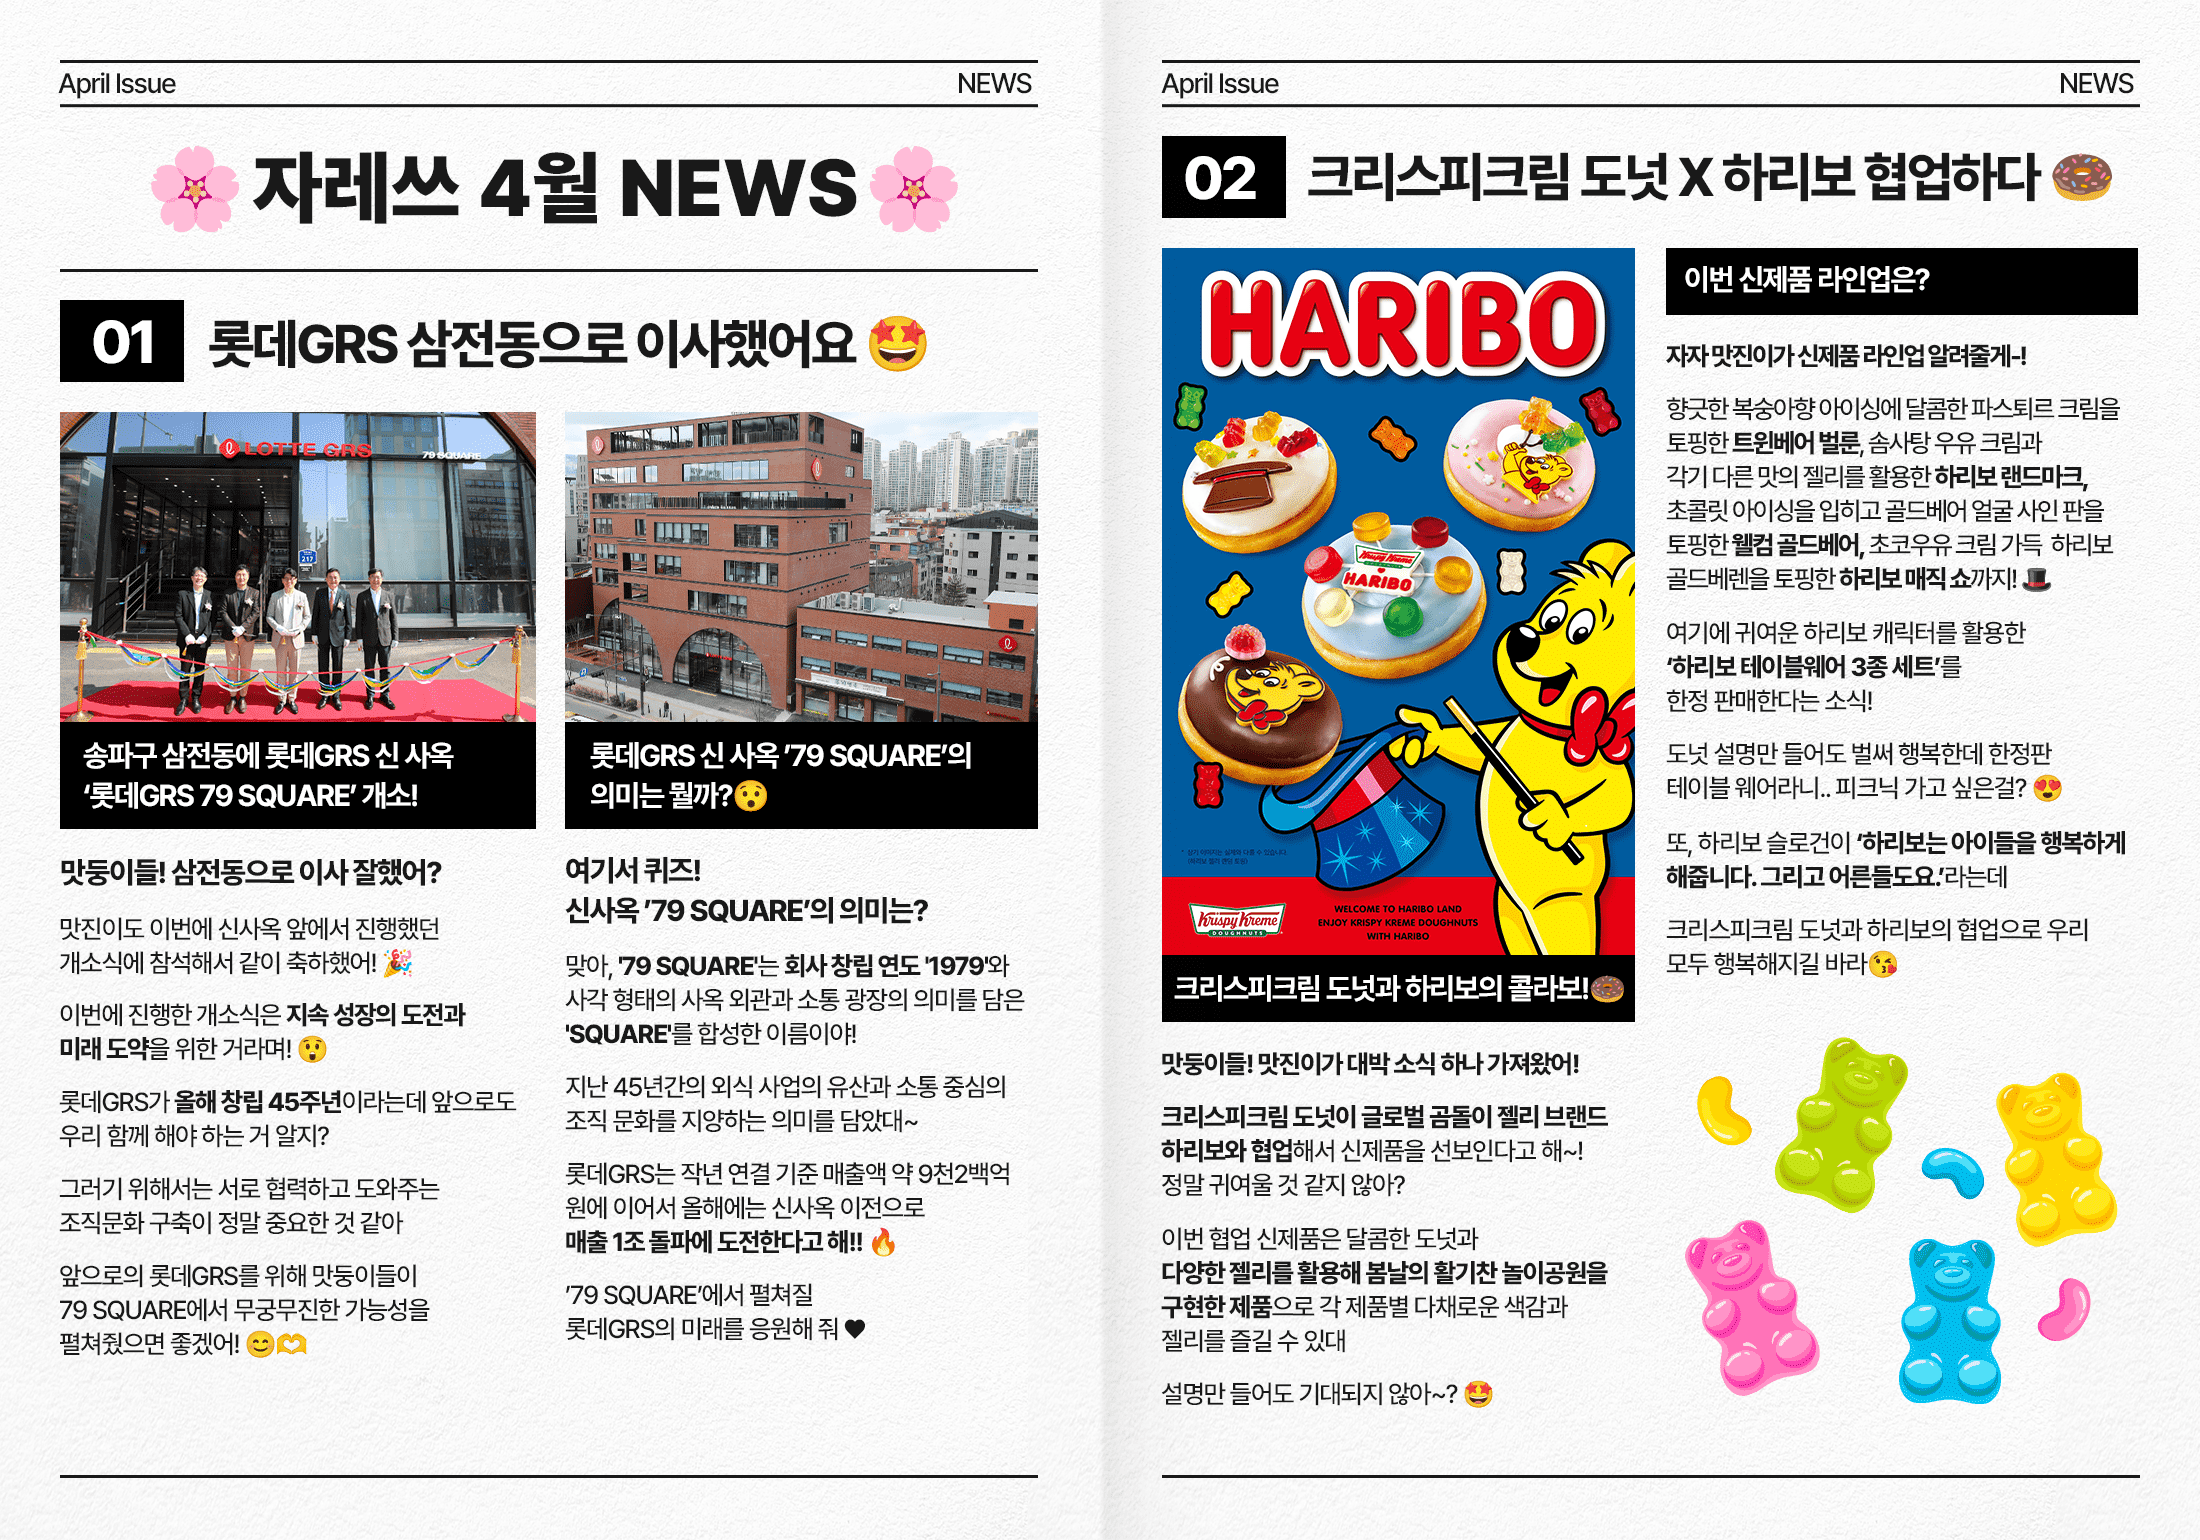 April Issue
NEWS
🌸자레쓰 4월 NEWS🌸
01
롯데GRS 삼전동으로 이사했어요 🤩
LOTTE GRS
79 SQUARE
217
송파구 삼전동에 롯데GRS 신 사옥
‘롯데GRS 79 SQUARE’ 개소!
맛둥이들! 삼전동으로 이사 잘했어?
맛진이도 이번에 신사옥 앞에서 진행했던
개소식에 참석해서 같이 축하했어! 🎉
이번에 진행한 개소식은 지속 성장의 도전과
미래 도약을 위한 거라며! 😲
롯데GRS가 올해 창립 45주년이라는데 앞으로도
우리 함께 해야 하는 거 알지?
그러기 위해서는 서로 협력하고 도와주는
조직문화 구축이 정말 중요한 것 같아
앞으로의 롯데GRS를 위해 맛둥이들이
79 SQUARE에서 무궁무진한 가능성을
펼쳐줬으면 좋겠어! 😊🫶
롯데GRS 신 사옥 ’79 SQUARE’의
의미는 뭘까?😯
여기서 퀴즈!
신사옥 ’79 SQUARE’의 의미는?
맞아, '79 SQUARE'는 회사 창립 연도 '1979'와
사각 형태의 사옥 외관과 소통 광장의 의미를 담은
'SQUARE'를 합성한 이름이야!
지난 45년간의 외식 사업의 유산과 소통 중심의
조직 문화를 지양하는 의미를 담았대~
롯데GRS는 작년 연결 기준 매출액 약 9천2백억
원에 이어서 올해에는 신사옥 이전으로
매출 1조 돌파에 도전한다고 해!! 🔥
’79 SQUARE’에서 펼쳐질
롯데GRS의 미래를 응원해 줘 ♥
April Issue
NEWS
02
크리스피크림 도넛 X 하리보 협업하다 🍩
HARIBO
Krispy Kreme
HARIBO
Krispy Kreme
DOUGHNUTS
WELCOME TO HARIBO LAND
ENJOY KRISPY KREME DOUGHNUTS
WITH HARIBO
크리스피크림 도넛과 하리보의 콜라보!🍩
맛둥이들! 맛진이가 대박 소식 하나 가져왔어!
크리스피크림 도넛이 글로벌 곰돌이 젤리 브랜드
하리보와 협업해서 신제품을 선보인다고 해~!
정말 귀여울 것 같지 않아?
이번 협업 신제품은 달콤한 도넛과
다양한 젤리를 활용해 봄날의 활기찬 놀이공원을
구현한 제품으로 각 제품별 다채로운 색감과
젤리를 즐길 수 있대
설명만 들어도 기대되지 않아~? 🤩
이번 신제품 라인업은?
자자 맛진이가 신제품 라인업 알려줄게-!
향긋한 복숭아향 아이싱에 달콤한 파스퇴르 크림을
토핑한 트윈베어 벌룬, 솜사탕 우유 크림과
각기 다른 맛의 젤리를 활용한 하리보 랜드마크,
초콜릿 아이싱을 입히고 골드베어 얼굴 사인 판을
토핑한 웰컴 골드베어, 초코우유 크림 가득 하리보
골드베렌을 토핑한 하리보 매직 쇼까지! 🎩
여기에 귀여운 하리보 캐릭터를 활용한
‘하리보 테이블웨어 3종 세트’를
한정 판매한다는 소식!
도넛 설명만 들어도 벌써 행복한데 한정판
테이블 웨어라니.. 피크닉 가고 싶은걸? 😍
또, 하리보 슬로건이 ‘하리보는 아이들을 행복하게
해줍니다. 그리고 어른들도요.’라는데
크리스피크림 도넛과 하리보의 협업으로 우리
모두 행복해지길 바라😘